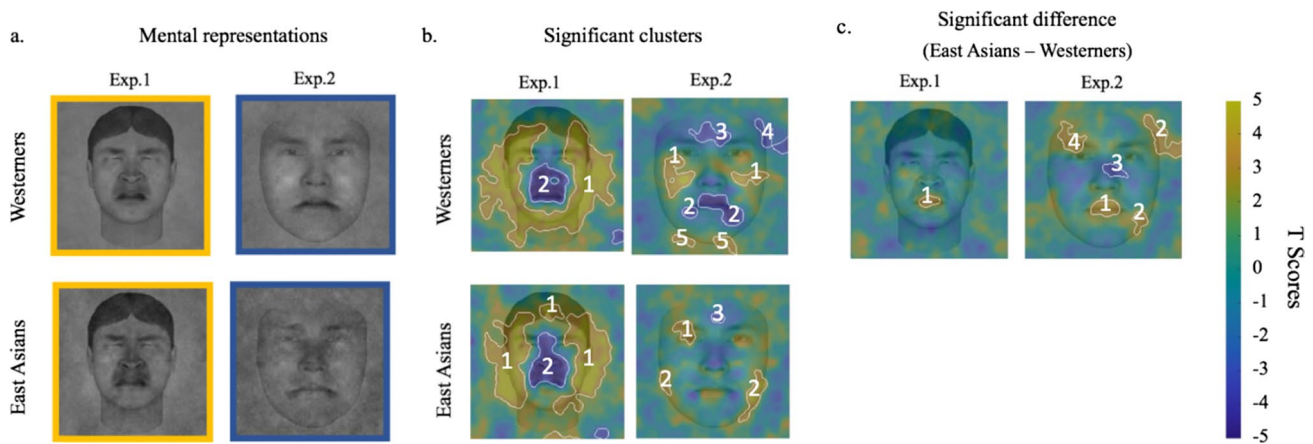 a.
Mental representations
Exp.1
Exp.2
Westerners
East Asians
b.
Significant clusters
Exp.1
Exp.2
Westerners
East Asians
2
1
3
4
1
1
2
2
5
5
1
1
1
2
3
1
2
2
c.
Significant difference
(East Asians – Westerners)
Exp.1
Exp.2
1
4
2
3
1
2
5
4
3
2
1
0
-1
-2
-3
-4
-5
T Scores